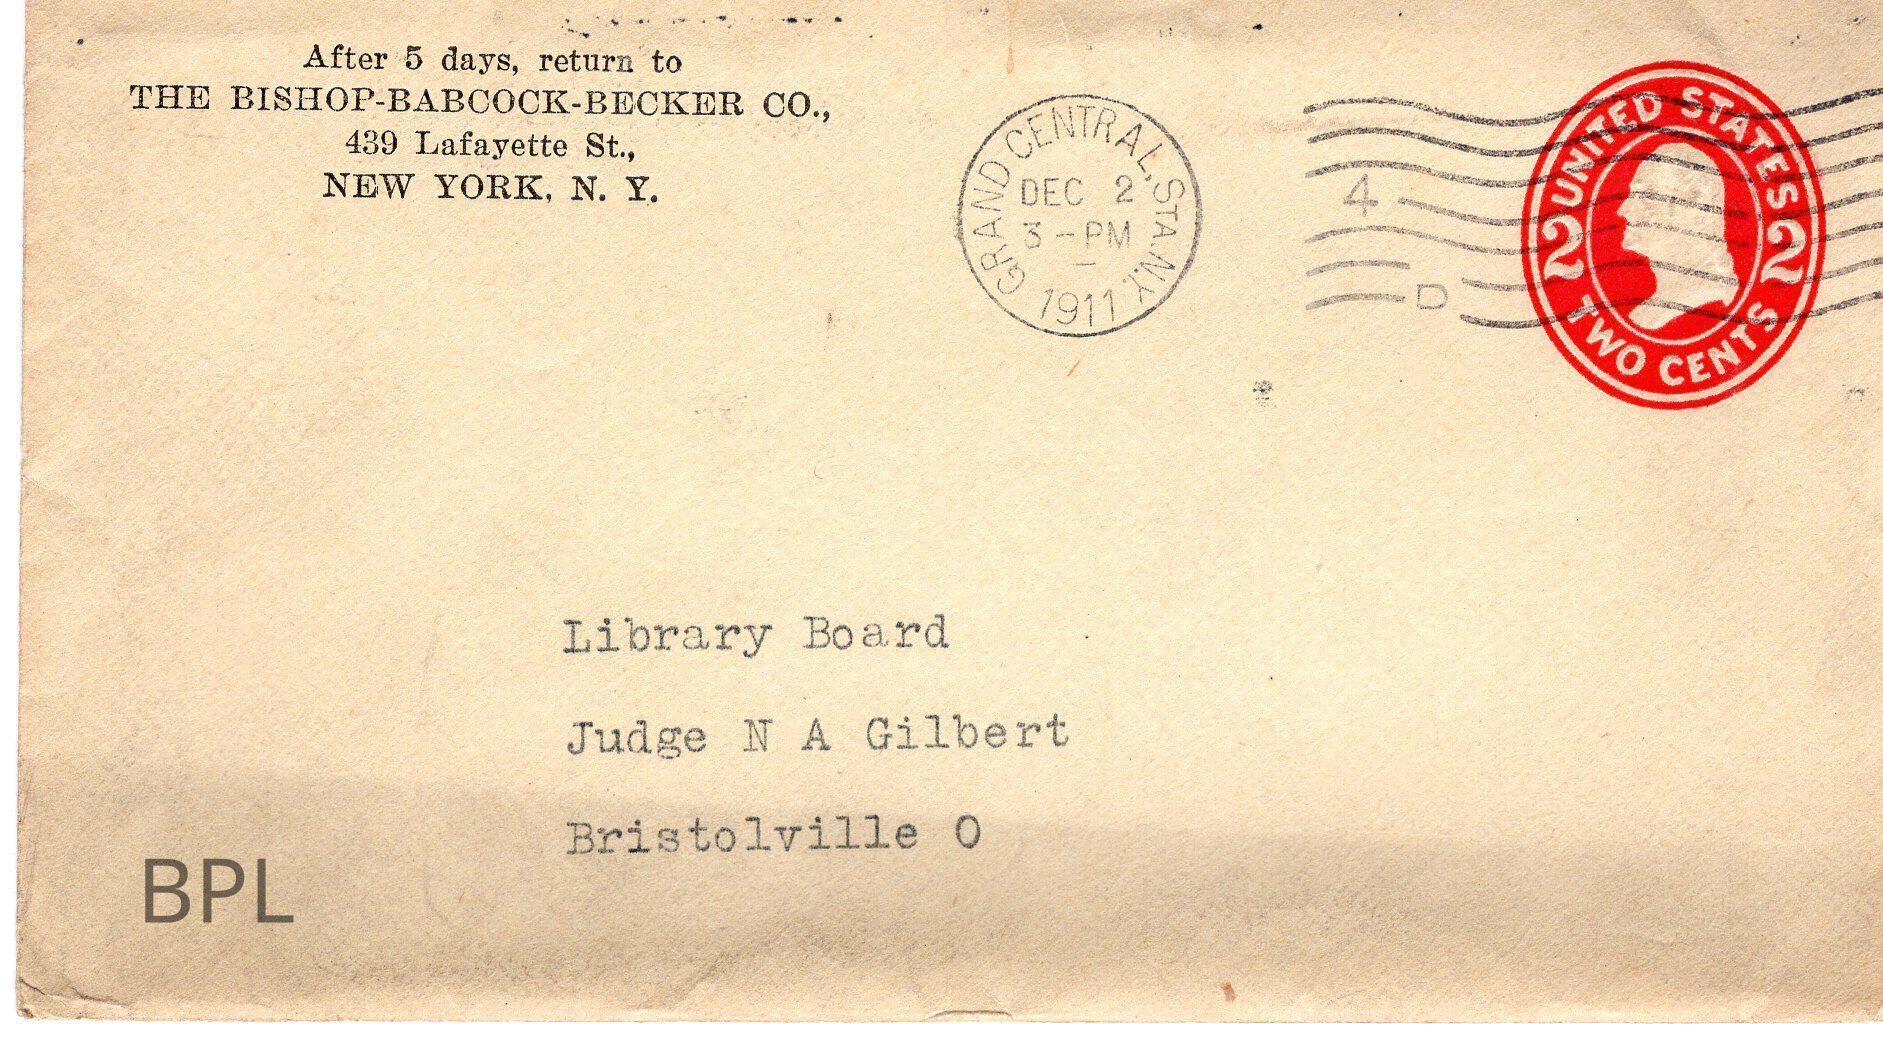 After 5 days, return to
THE BISHOP-BABCOCK-BECKER CO.,
439 Lafayette St.,
NEW YORK, N. Y.
GRAND CENTRAL, STA. N.Y.
DEC 2
3-PM
1911
4
D
UNITED STATES
2 2
TWO CENTS
Library Board
Judge N A Gilbert
Bristolville O
BPL